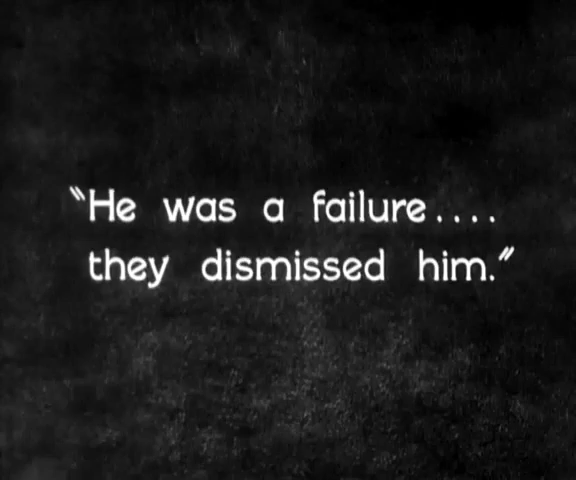 "He was a failure....
they dismissed him."